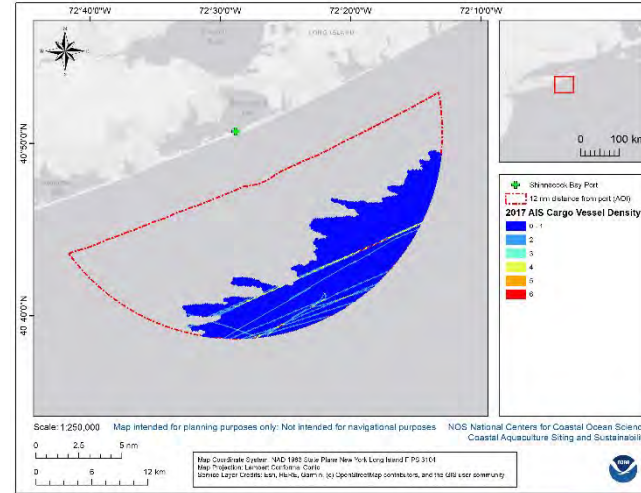 72°40'0"W 72°30'0"W 72°20'0"W 72°10'0"W
LONG ISLAND
N
40°50'0"N
40°40'0"N
0 100 km
Shinnecock Bay Port
12 nm distance from port (AOI)
2017 AIS Cargo Vessel Density
0 - 1
2
3
4
5
6
Scale: 1:250,000 Map intended for planning purposes only: Not intended for navigational purposes
NOS National Centers for Coastal Ocean Scienc
Coastal Aquaculture Siting and Sustainabili
0 2.5 5 nm
0 6 12 km
Map Coordinate System: NAD 1983 State Plane New York Long Island FIPS 3104
Map Projection: Lambert Conformal Conic
Service Layer Credits: Esri, HERE, Garmin, (c) OpenStreetMap contributors, and the GIS user community
NOAA